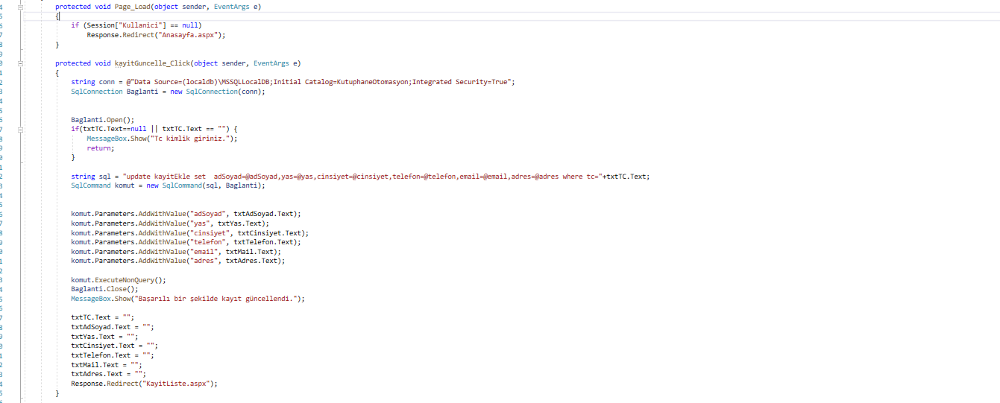 protected void Page_Load(object sender, EventArgs e)
{
if (Session["Kullanici"] == null)
Response.Redirect("Anasayfa.aspx");
}
protected void kayitGuncelle_Click(object sender, EventArgs e)
{
string conn = @"Data Source=(localdb)\MSSQLLocalDB;Initial Catalog=KutuphaneOtomasyon;Integrated Security=True";
SqlConnection Baglanti = new SqlConnection(conn);
Baglanti.Open();
if(txtTC.Text==null || txtTC.Text == "") {
MessageBox.Show("Tc kimlik giriniz.");
return;
}
string sql = "update kayitEkle set  adSoyad=@adSoyad,yas=@yas,cinsiyet=@cinsiyet,telefon=@telefon,email=@email,adres=@adres where tc="+txtTC.Text;
SqlCommand komut = new SqlCommand(sql, Baglanti);
komut.Parameters.AddWithValue("adSoyad", txtAdSoyad.Text);
komut.Parameters.AddWithValue("yas", txtYas.Text);
komut.Parameters.AddWithValue("cinsiyet", txtCinsiyet.Text);
komut.Parameters.AddWithValue("telefon", txtTelefon.Text);
komut.Parameters.AddWithValue("email", txtMail.Text);
komut.Parameters.AddWithValue("adres", txtAdres.Text);
komut.ExecuteNonQuery();
Baglanti.Close();
MessageBox.Show("Başarılı bir şekilde kayıt güncellendi.");
txtTC.Text = "";
txtAdSoyad.Text = "";
txtYas.Text = "";
txtCinsiyet.Text = "";
txtTelefon.Text = "";
txtMail.Text = "";
txtAdres.Text = "";
Response.Redirect("KayitListe.aspx");
}